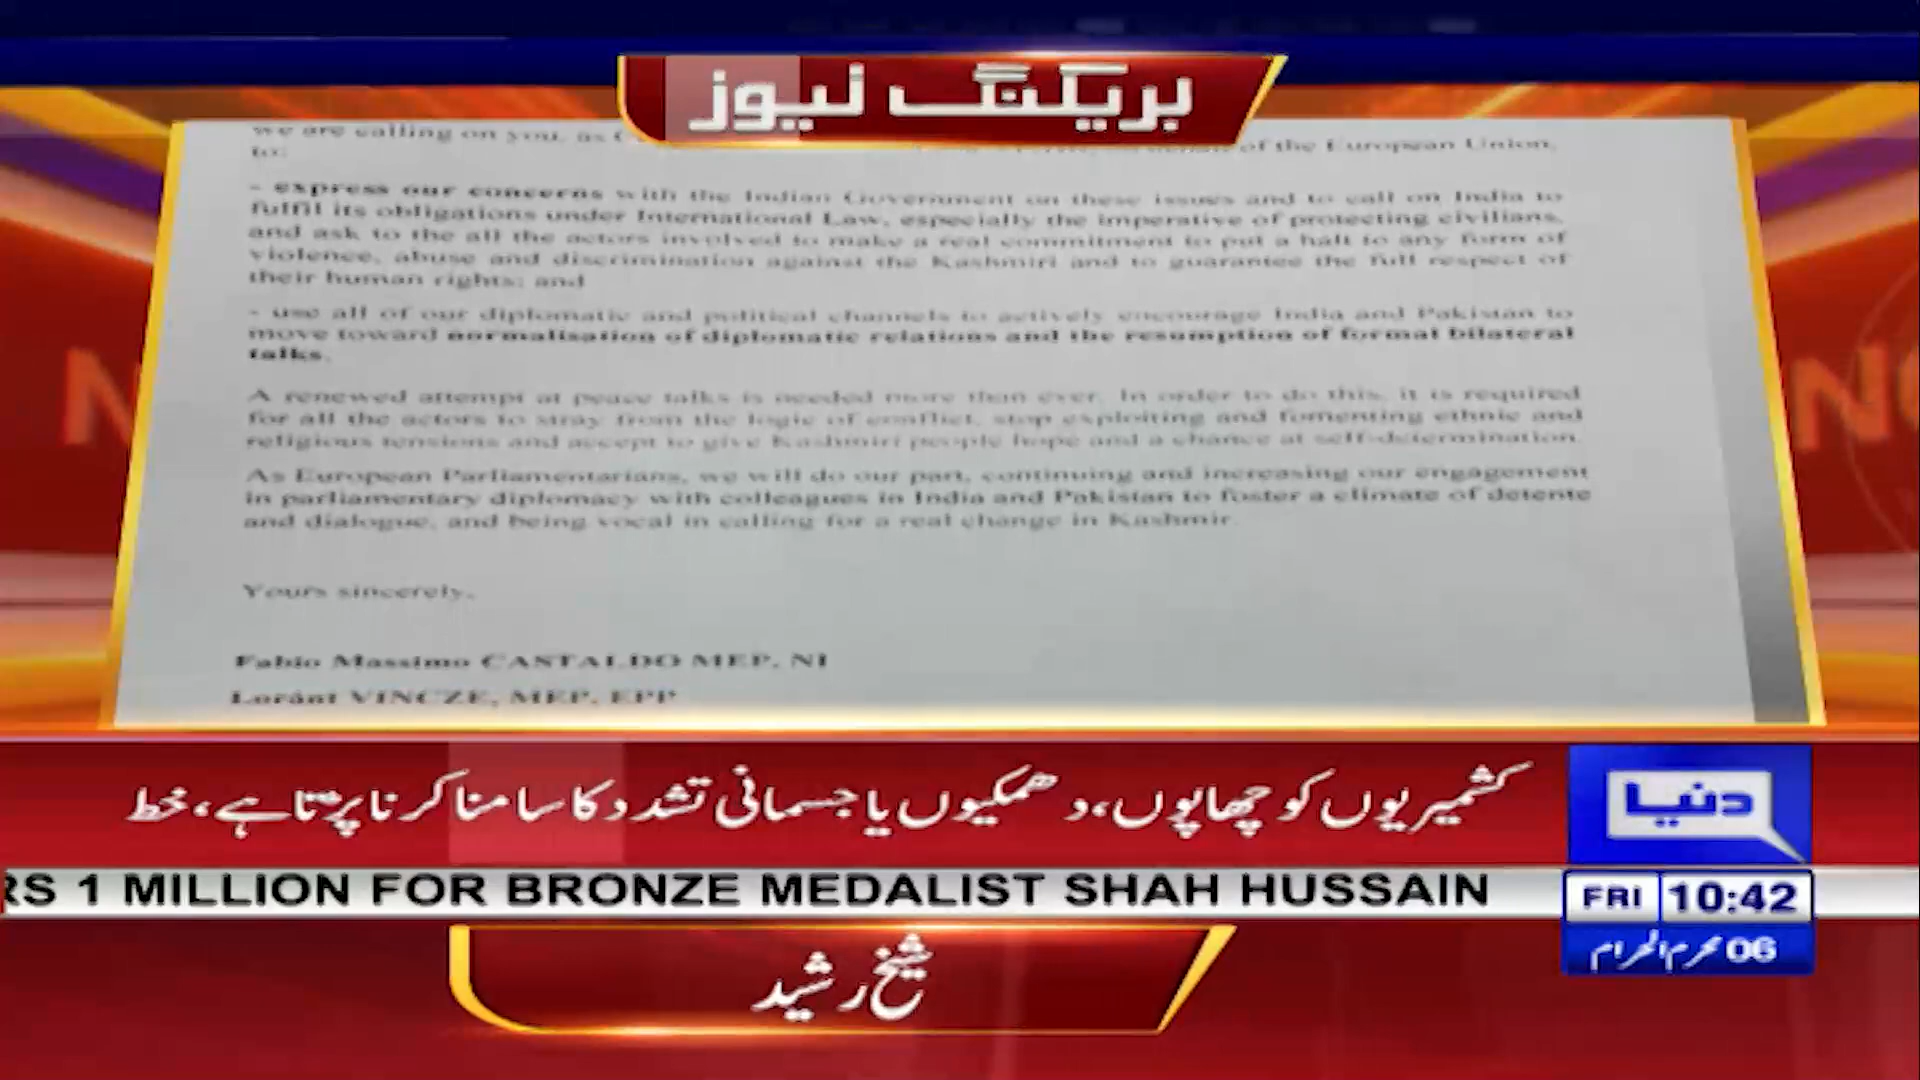 بریکنگ نیوز
we are calling on you, as
of the European Union,
to:
- express our concerns with the Indian Government on these issues and to call on India to
fulfil its obligations under International Law, especially the imperative of protecting civilians,
and ask to the all the actors involved to make a real commitment to put a halt to any form of
violence, abuse and discrimination against the Kashmiri and to guarantee the full respect of
their human rights; and
- use all of our diplomatic and political channels to actively encourage India and Pakistan to
move toward normalisation of diplomatic relations and the resumption of formal bilateral
talks.
A renewed attempt at peace talks is needed more than ever. In order to do this, it is required
for all the actors to stray from the logic of conflict, stop exploiting and fomenting ethnic and
religious tensions and accept to give Kashmiri people hope and a chance at self-determination.
As European Parliamentarians, we will do our part, continuing and increasing our engagement
in parliamentary diplomacy with colleagues in India and Pakistan to foster a climate of detente
and dialogue, and being vocal in calling for a real change in Kashmir.
Yours sincerely,
Fabio Massimo CASTALDO MEP, NI
Loránt VINCZE, MEP, EPP
کشمیریوں کو چھاپوں، دھمکیوں یا جسمانی تشدد کا سامنا کرنا پڑتا ہے، خط
دنیا
RS 1 MILLION FOR BRONZE MEDALIST SHAH HUSSAIN
FRI 10:42
06 محرم الحرام
شیخ رشید